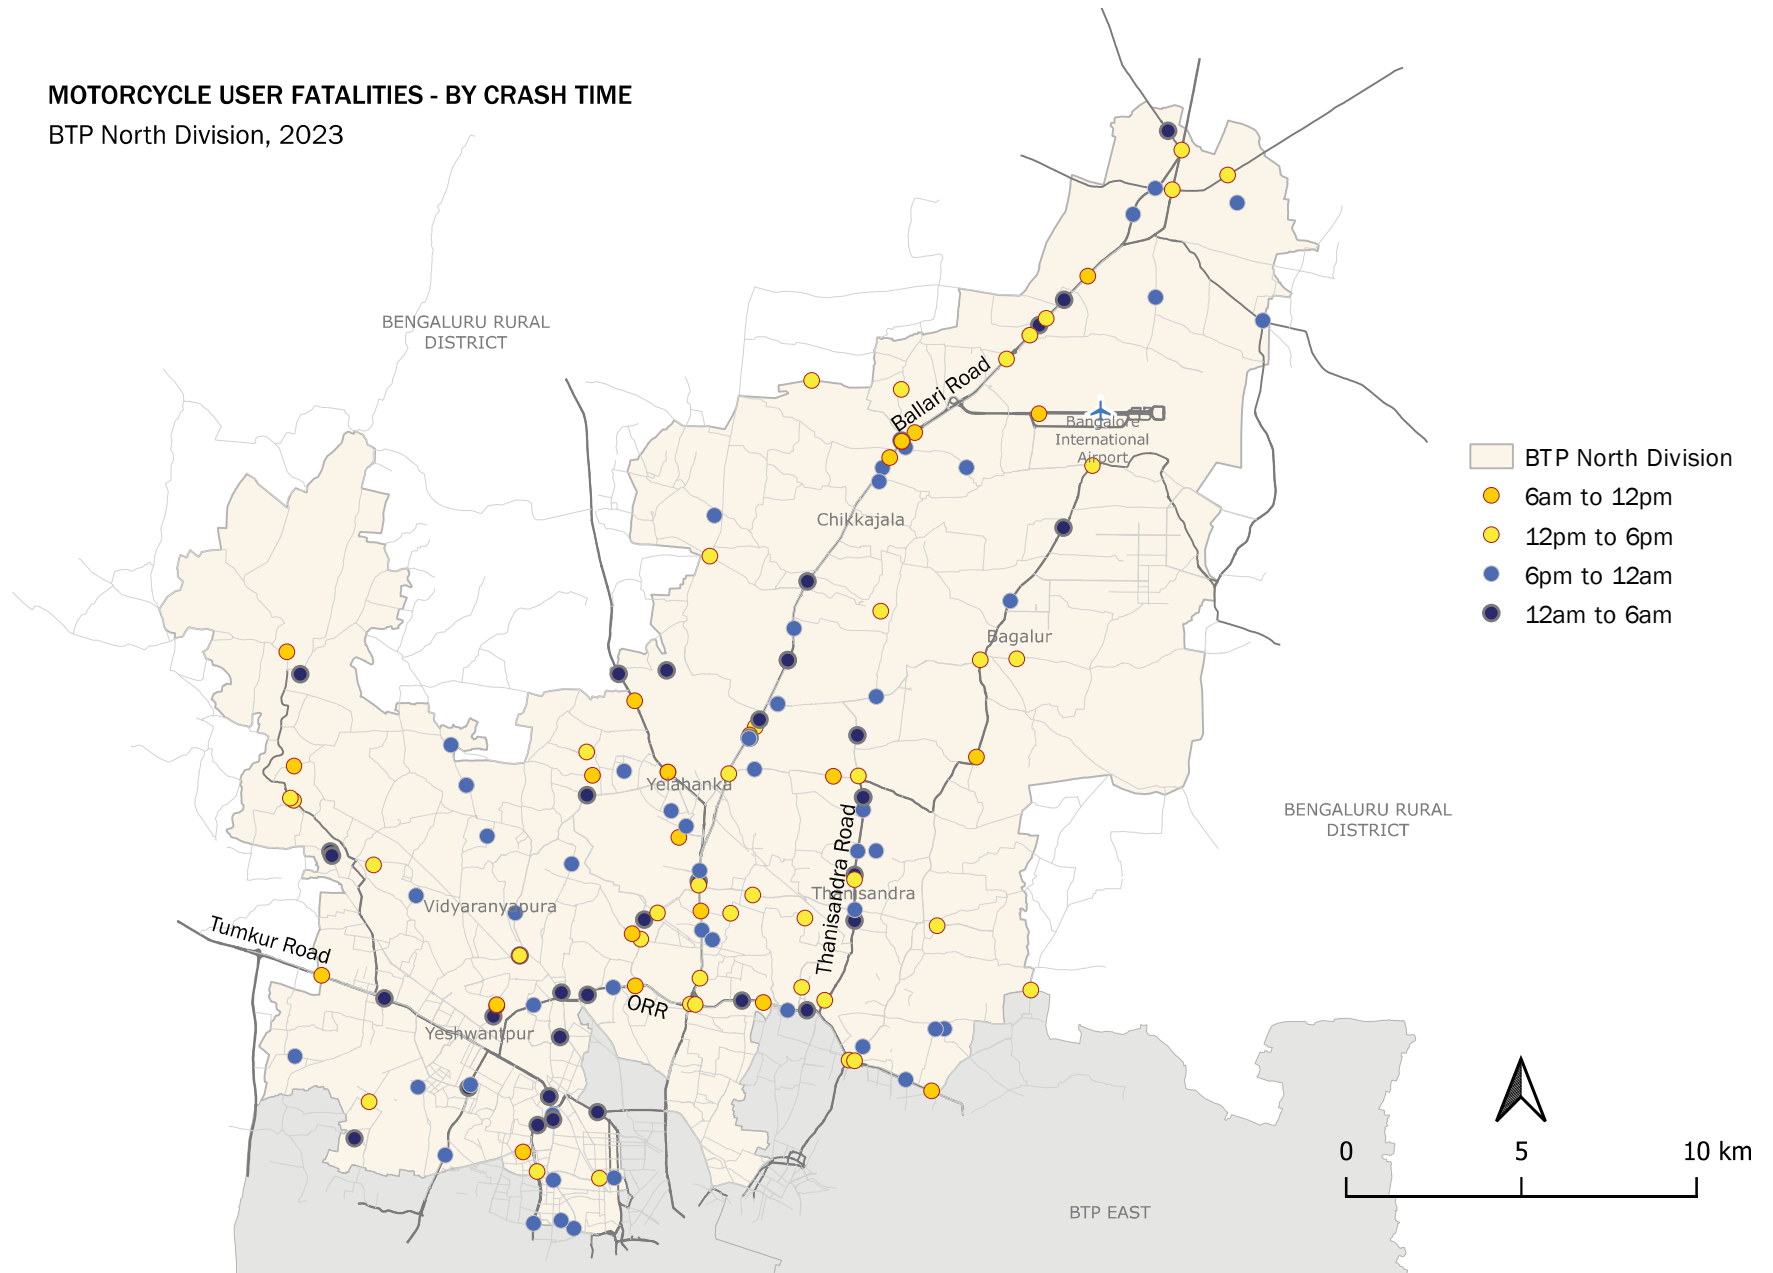 MOTORCYCLE USER FATALITIES - BY CRASH TIME
BTP North Division, 2023
BENGALURU RURAL
DISTRICT
Ballari Road
Bangalore
International
Airport
BTP North Division
6am to 12pm
12pm to 6pm
6pm to 12am
12am to 6am
Chikkajala
Bagalur
Yelahanka
BENGALURU RURAL
DISTRICT
Thanisandra Road
Thanisandra
Vidyaranyapura
Tumkur Road
ORR
Yeshwantpur
0 5 10 km
BTP EAST